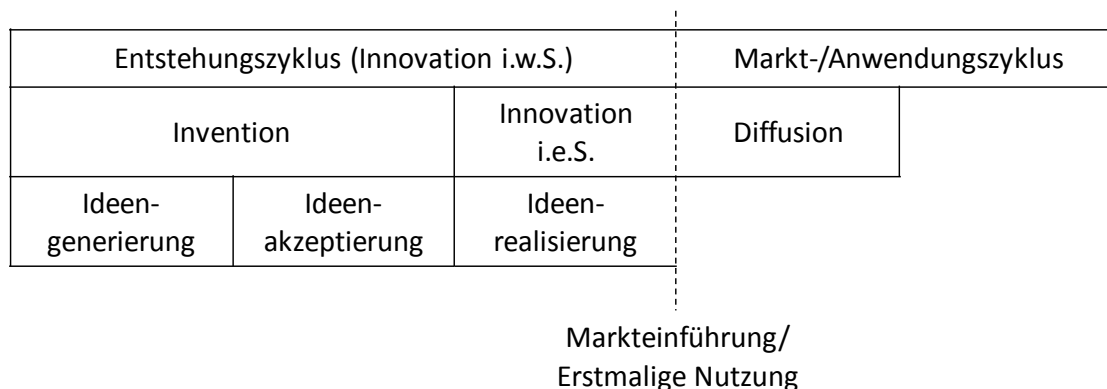 Entstehungszyklus (Innovation i.w.S.)
Markt-/Anwendungszyklus
Invention
Innovation
i.e.S.
Diffusion
Ideen-
generierung
Ideen-
akzeptierung
Ideen-
realisierung
Markteinführung/
Erstmalige Nutzung